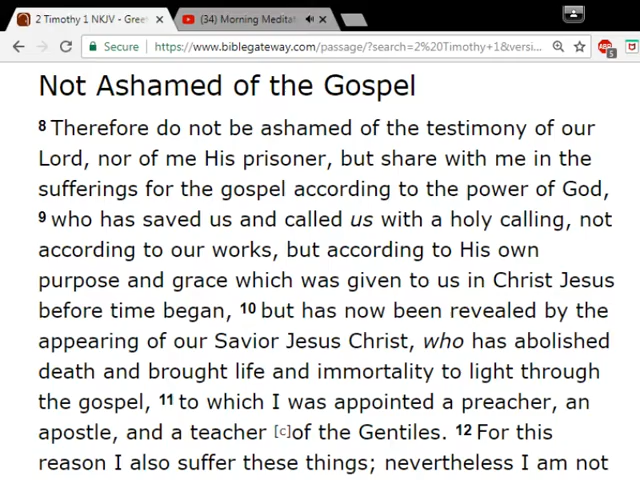 2 Timothy 1 NKJV - Gree
(34) Morning Meditat
Secure
https://www.biblegateway.com/passage/?search=2%20Timothy+1&versi...
ABP
5
Not Ashamed of the Gospel
8 Therefore do not be ashamed of the testimony of our
Lord, nor of me His prisoner, but share with me in the
sufferings for the gospel according to the power of God,
9 who has saved us and called us with a holy calling, not
according to our works, but according to His own
purpose and grace which was given to us in Christ Jesus
before time began, 10 but has now been revealed by the
appearing of our Savior Jesus Christ, who has abolished
death and brought life and immortality to light through
the gospel, 11 to which I was appointed a preacher, an
apostle, and a teacher [c]of the Gentiles. 12 For this
reason I also suffer these things; nevertheless I am not